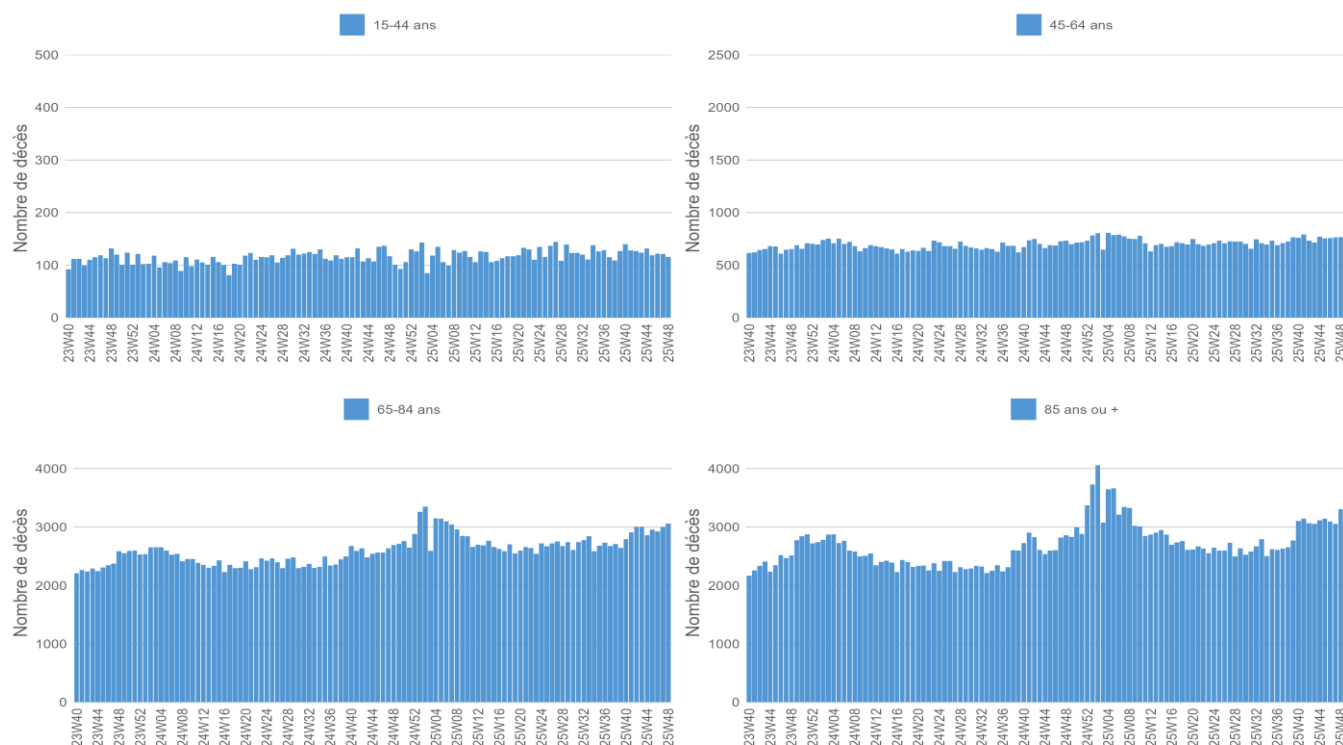 15-44 ans
500
400
300
200
100
0
Nombre de décès
23W40
23W44
23W48
23W52
24W04
24W08
24W12
24W16
24W20
24W24
24W28
24W32
24W36
24W40
24W44
24W48
24W52
25W04
25W08
25W12
25W16
25W20
25W24
25W28
25W32
25W36
25W40
25W44
25W48
45-64 ans
2500
2000
1500
1000
500
0
Nombre de décès
23W40
23W44
23W48
23W52
24W04
24W08
24W12
24W16
24W20
24W24
24W28
24W32
24W36
24W40
24W44
24W48
24W52
25W04
25W08
25W12
25W16
25W20
25W24
25W28
25W32
25W36
25W40
25W44
25W48
65-84 ans
4000
3000
2000
1000
0
Nombre de décès
23W40
23W44
23W48
23W52
24W04
24W08
24W12
24W16
24W20
24W24
24W28
24W32
24W36
24W40
24W44
24W48
24W52
25W04
25W08
25W12
25W16
25W20
25W24
25W28
25W32
25W36
25W40
25W44
25W48
85 ans ou +
4000
3000
2000
1000
0
Nombre de décès
23W40
23W44
23W48
23W52
24W04
24W08
24W12
24W16
24W20
24W24
24W28
24W32
24W36
24W40
24W44
24W48
24W52
25W04
25W08
25W12
25W16
25W20
25W24
25W28
25W32
25W36
25W40
25W44
25W48